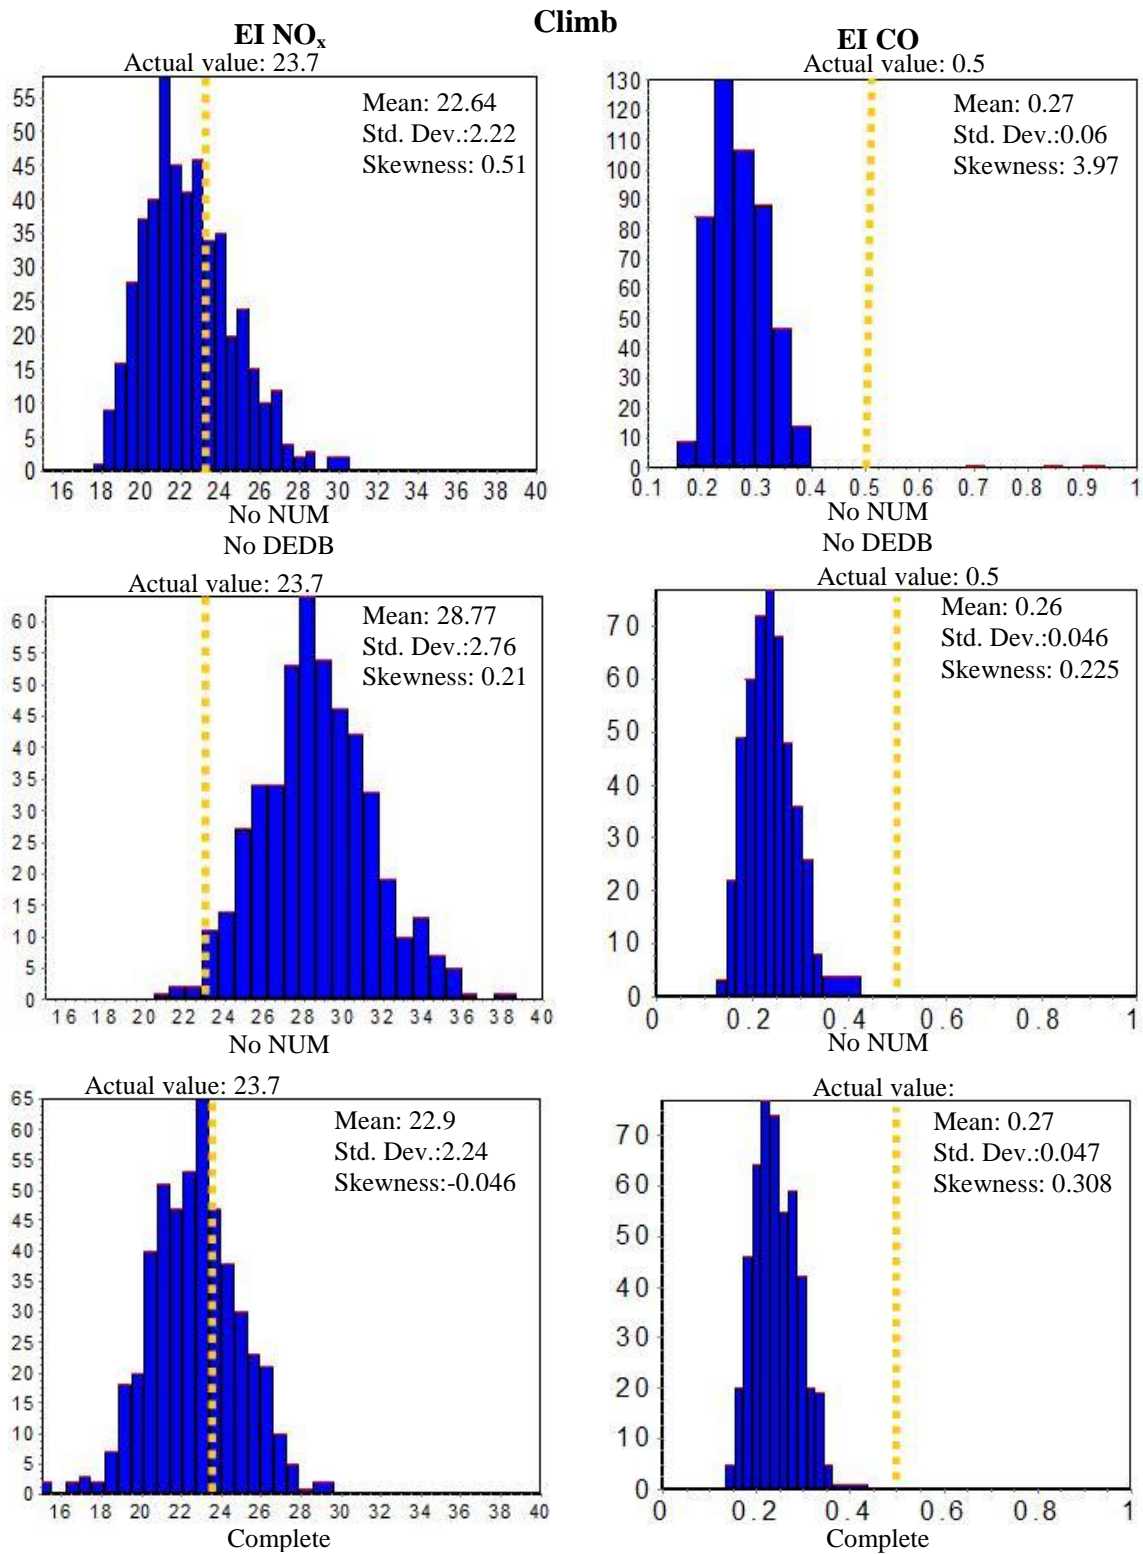 Climb
EI NOₓ
Actual value: 23.7
Mean: 22.64
Std. Dev.:2.22
Skewness: 0.51
55
50
45
40
35
30
25
20
15
10
5
0
16 18 20 22 24 26 28 30 32 34 36 38 40
No NUM
No DEDB
EI CO
Actual value: 0.5
Mean: 0.27
Std. Dev.:0.06
Skewness: 3.97
130
120
110
100
90
80
70
60
50
40
30
20
10
0
0.1 0.2 0.3 0.4 0.5 0.6 0.7 0.8 0.9 1
No NUM
No DEDB
Actual value: 23.7
Mean: 28.77
Std. Dev.:2.76
Skewness: 0.21
60
55
50
45
40
35
30
25
20
15
10
5
0
16 18 20 22 24 26 28 30 32 34 36 38 40
No NUM
Actual value: 0.5
Mean: 0.26
Std. Dev.:0.046
Skewness: 0.225
70
60
50
40
30
20
10
0
0 0.2 0.4 0.6 0.8 1
No NUM
Actual value: 23.7
Mean: 22.9
Std. Dev.:2.24
Skewness:-0.046
65
60
55
50
45
40
35
30
25
20
15
10
5
0
16 18 20 22 24 26 28 30 32 34 36 38 40
Complete
Actual value:
Mean: 0.27
Std. Dev.:0.047
Skewness: 0.308
70
60
50
40
30
20
10
0
0 0.2 0.4 0.6 0.8 1
Complete